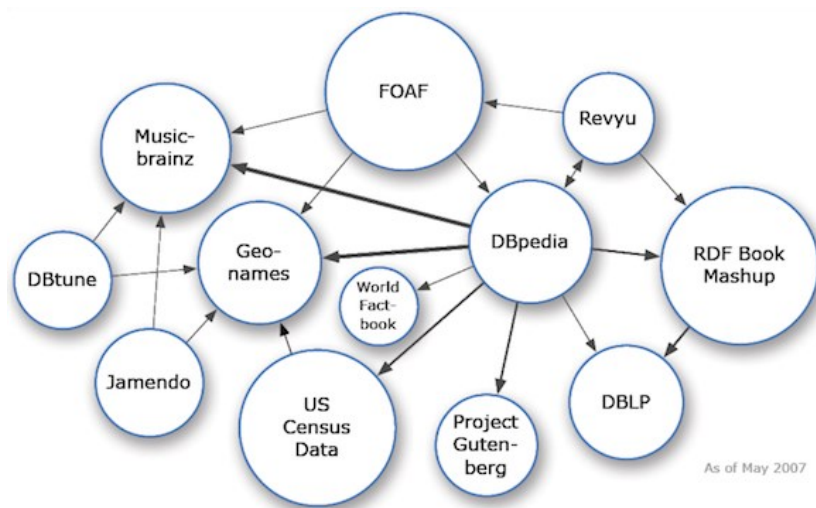 FOAF
Revyu
Music-
brainz
DBpedia
RDF Book
Mashup
Geo-
names
DBtune
World
Fact-
book
Jamendo
US
Census
Data
Project
Guten-
berg
DBLP
As of May 2007